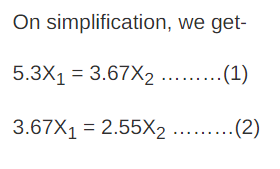 On simplification, we get-
5.3X₁ = 3.67X₂ ………(1)
3.67X₁ = 2.55X₂ ………(2)